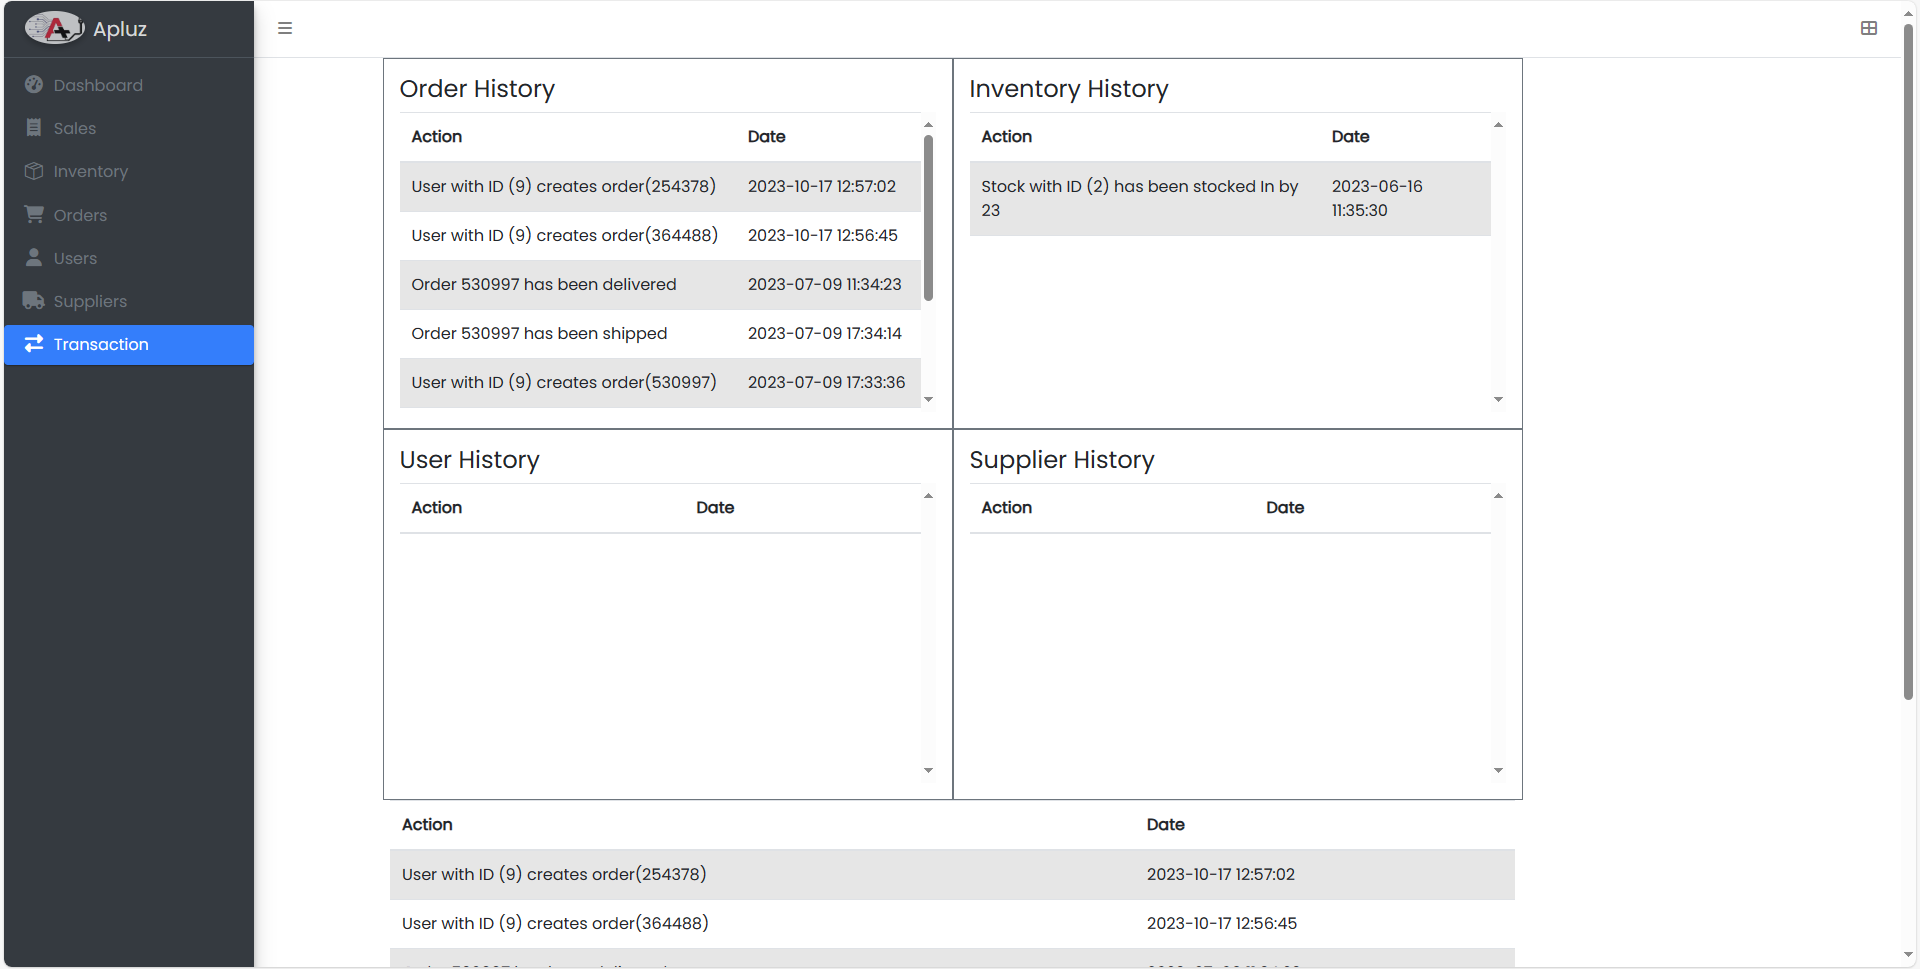 Apluz
Dashboard
Sales
Inventory
Orders
Users
Suppliers
Transaction
Order History
Action Date
User with ID (9) creates order(254378) 2023-10-17 12:57:02
User with ID (9) creates order(364488) 2023-10-17 12:56:45
Order 530997 has been delivered 2023-07-09 11:34:23
Order 530997 has been shipped 2023-07-09 17:34:14
User with ID (9) creates order(530997) 2023-07-09 17:33:36
Inventory History
Action Date
Stock with ID (2) has been stocked In by 2023-06-16
23 11:35:30
User History
Action Date
Supplier History
Action Date
Action Date
User with ID (9) creates order(254378) 2023-10-17 12:57:02
User with ID (9) creates order(364488) 2023-10-17 12:56:45